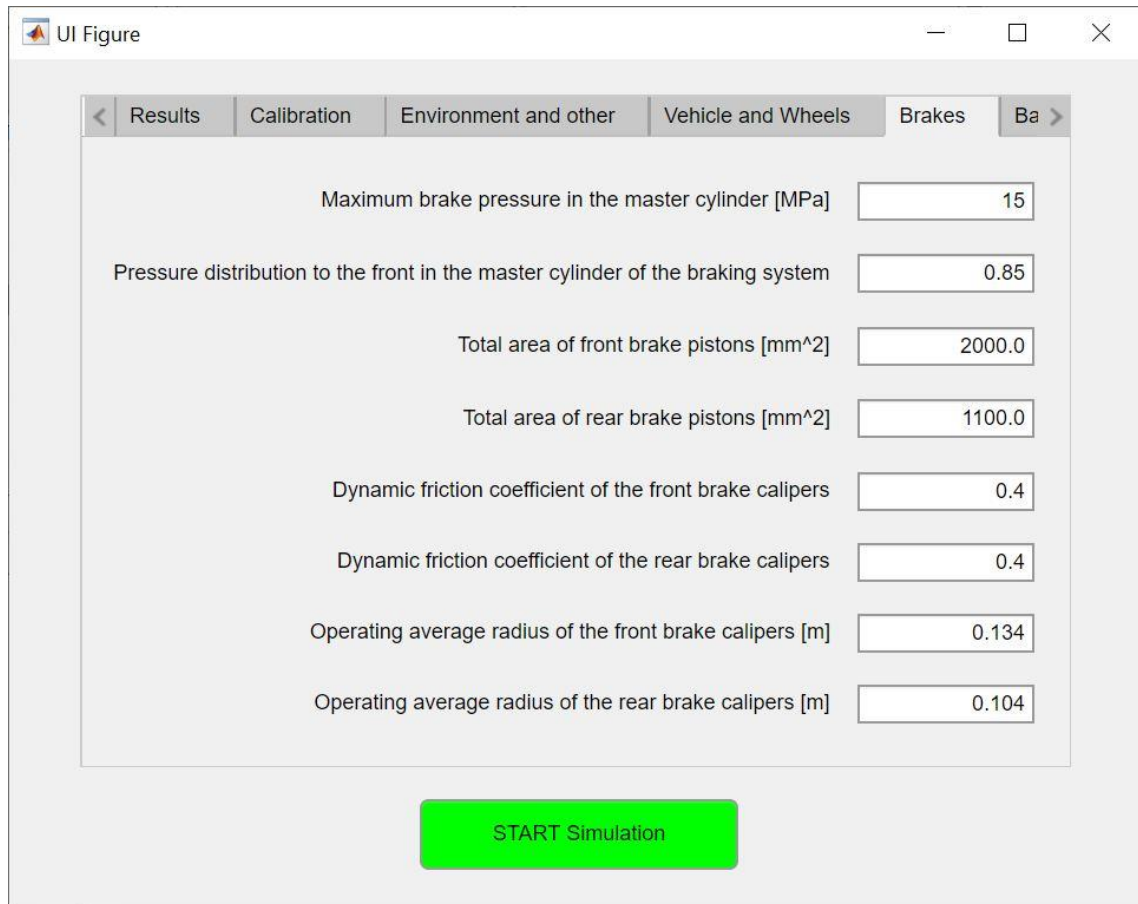 UI Figure
Results Calibration Environment and other Vehicle and Wheels Brakes Ba
Maximum brake pressure in the master cylinder [MPa] 15
Pressure distribution to the front in the master cylinder of the braking system 0.85
Total area of front brake pistons [mm^2] 2000.0
Total area of rear brake pistons [mm^2] 1100.0
Dynamic friction coefficient of the front brake calipers 0.4
Dynamic friction coefficient of the rear brake calipers 0.4
Operating average radius of the front brake calipers [m] 0.134
Operating average radius of the rear brake calipers [m] 0.104
START Simulation